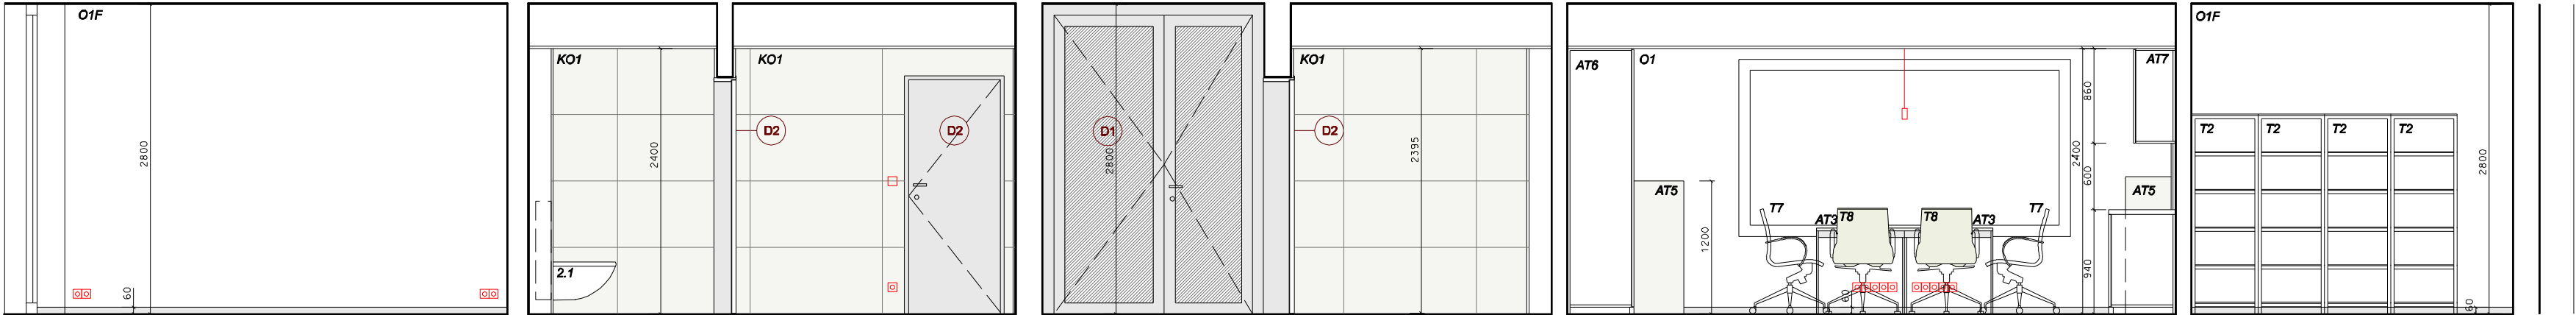 O1F
2800
60
KO1
2400
2.1
KO1
D2
D2
D1
2800
KO1
D2
2395
AT6
O1
AT5
1200
T7
AT3
T8
T8
AT3
T7
60
2400
860
600
940
AT7
AT5
O1F
T2
T2
T2
T2
2800
60